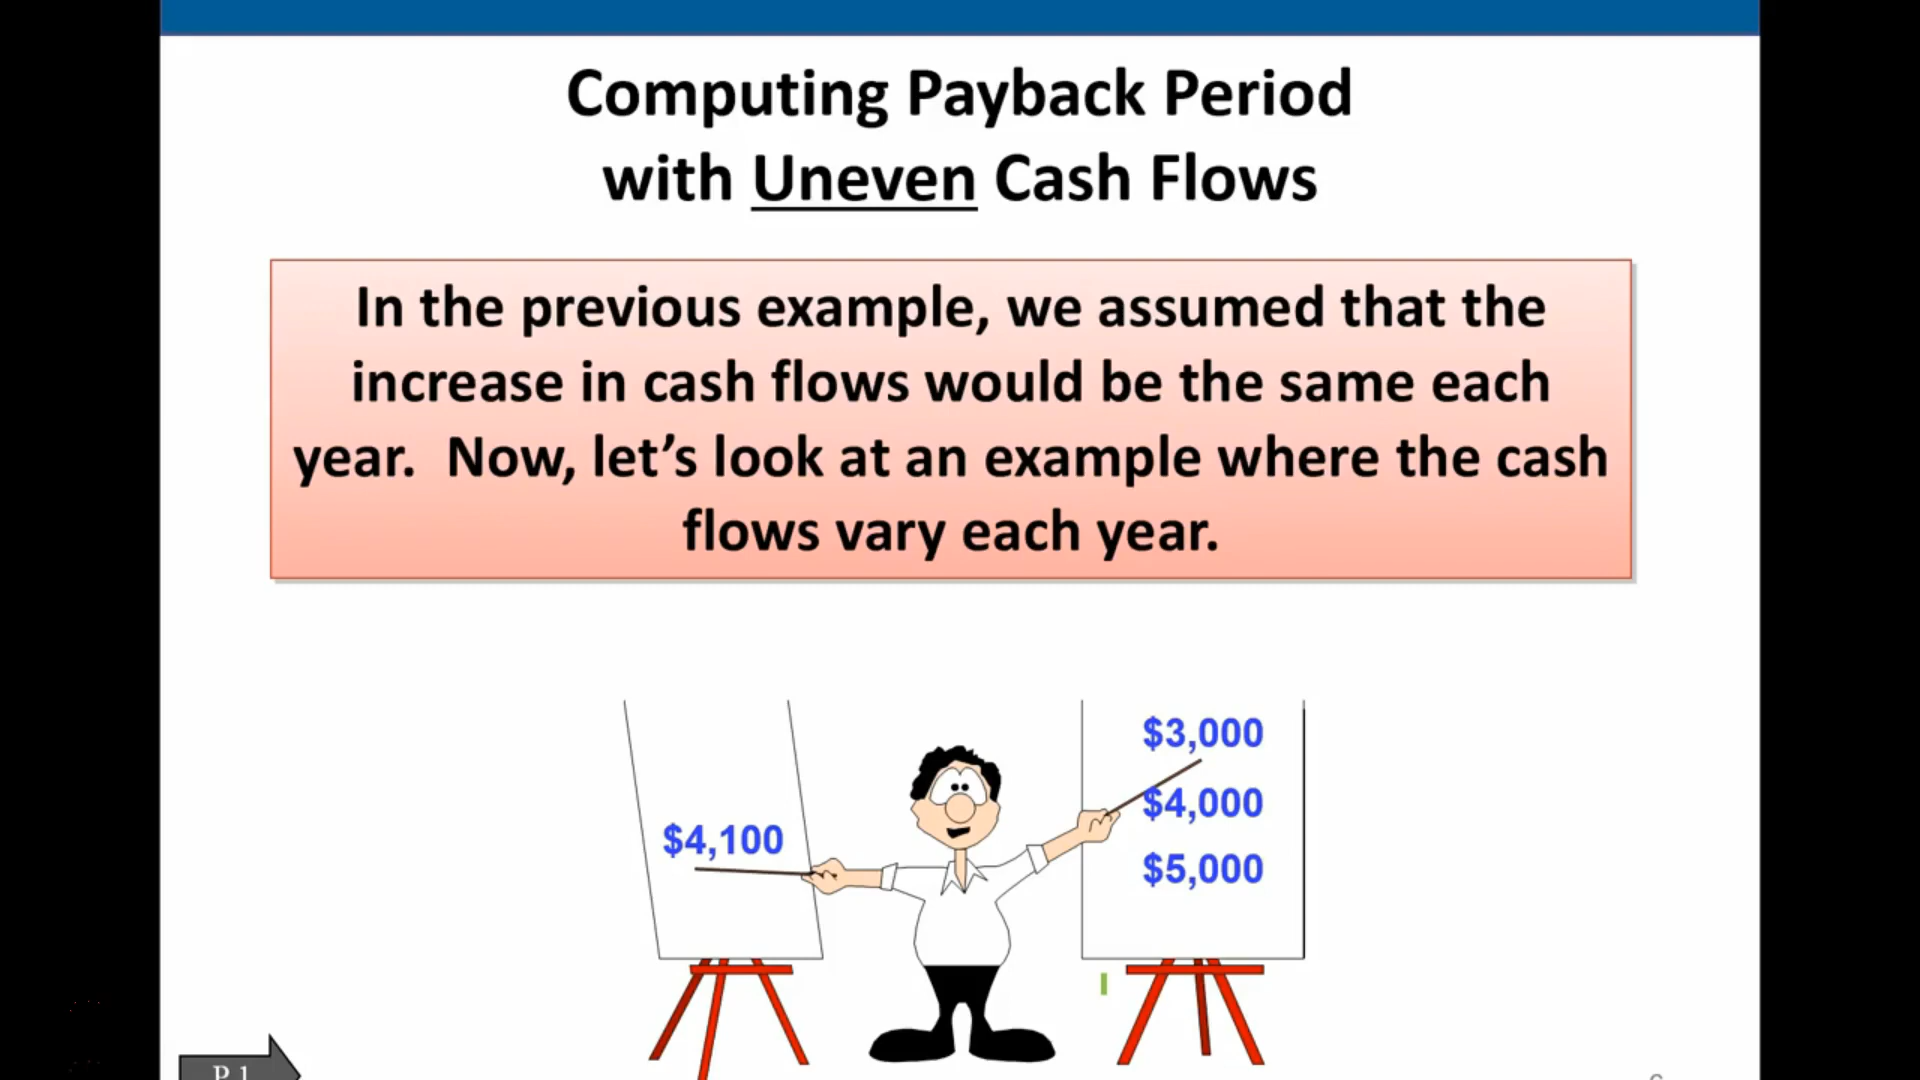 Computing Payback Period
with Uneven Cash Flows
In the previous example, we assumed that the
increase in cash flows would be the same each
year. Now, let’s look at an example where the cash
flows vary each year.
$4,100
$3,000
$4,000
$5,000
P 1